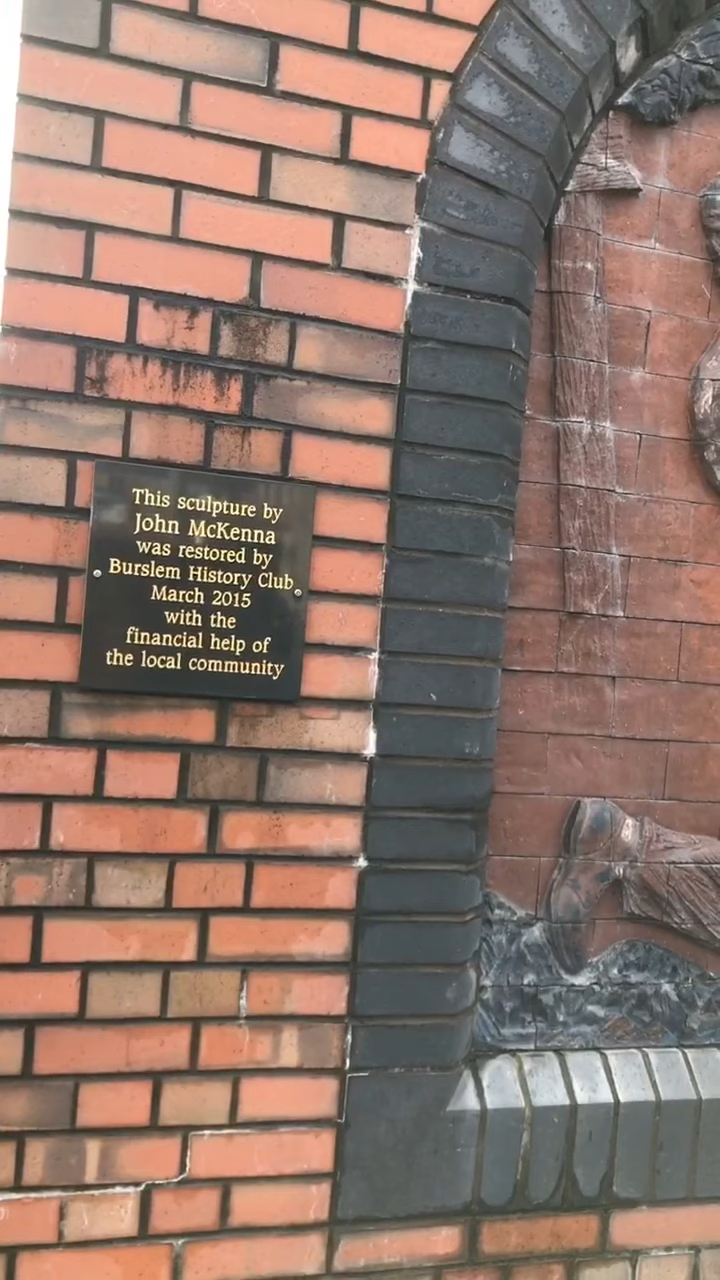 This sculpture by
John McKenna
was restored by
Burslem History Club
March 2015
with the
financial help of
the local community